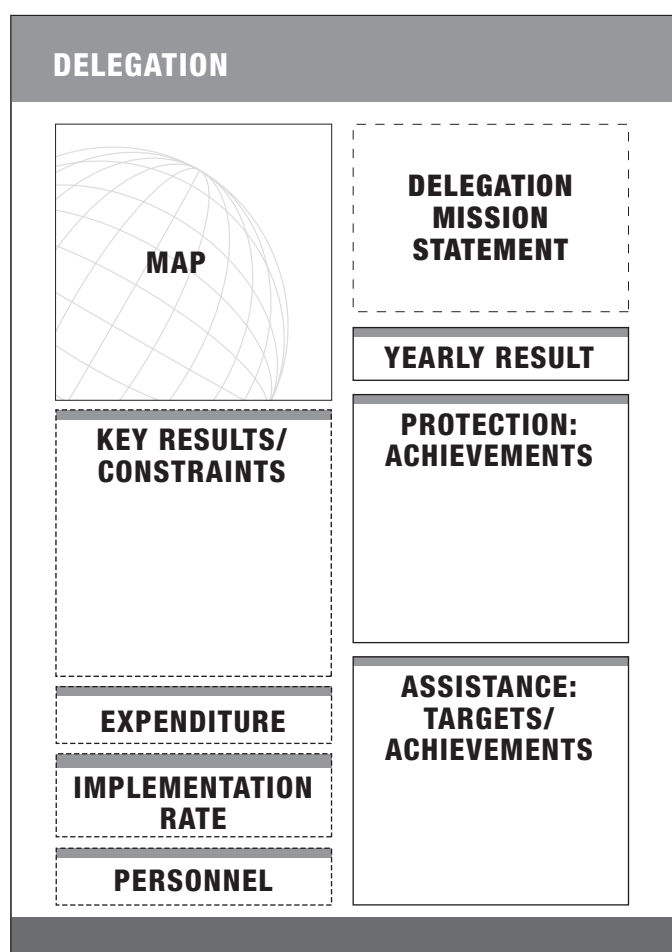 DELEGATION
MAP
KEY RESULTS/
CONSTRAINTS
EXPENDITURE
IMPLEMENTATION
RATE
PERSONNEL
DELEGATION
MISSION
STATEMENT
YEARLY RESULT
PROTECTION:
ACHIEVEMENTS
ASSISTANCE:
TARGETS/
ACHIEVEMENTS